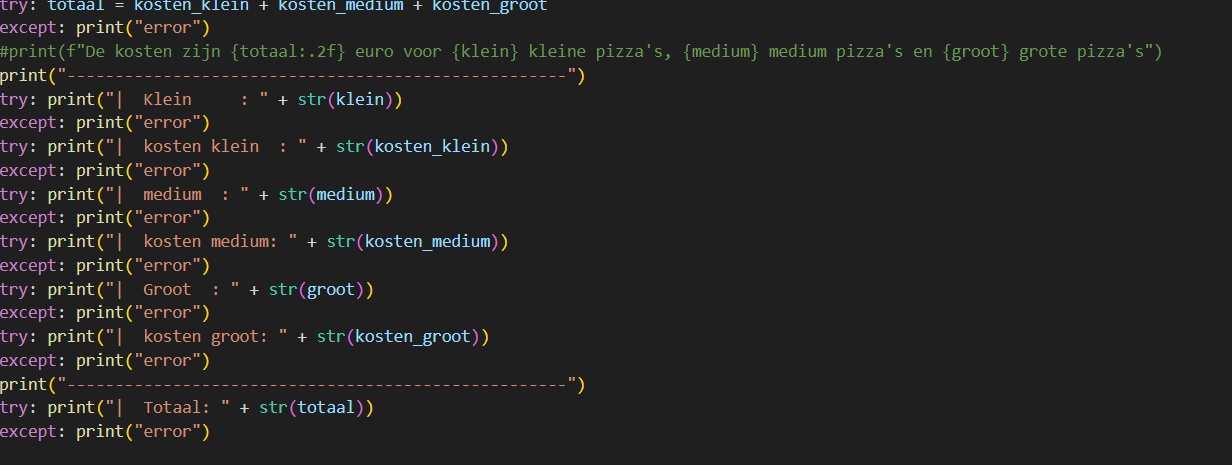 try: totaal = kosten_klein + kosten_medium + kosten_groot
except: print("error")
#print(f"De kosten zijn {totaal:.2f} euro voor {klein} kleine pizza's, {medium} medium pizza's en {groot} grote pizza's")
print("----------------------------------------------------")
try: print("|  Klein     : " + str(klein))
except: print("error")
try: print("|  kosten klein  : " + str(kosten_klein))
except: print("error")
try: print("|  medium  : " + str(medium))
except: print("error")
try: print("|  kosten medium: " + str(kosten_medium))
except: print("error")
try: print("|  Groot  : " + str(groot))
except: print("error")
try: print("|  kosten groot: " + str(kosten_groot))
except: print("error")
print("----------------------------------------------------")
try: print("|  Totaal: " + str(totaal))
except: print("error")